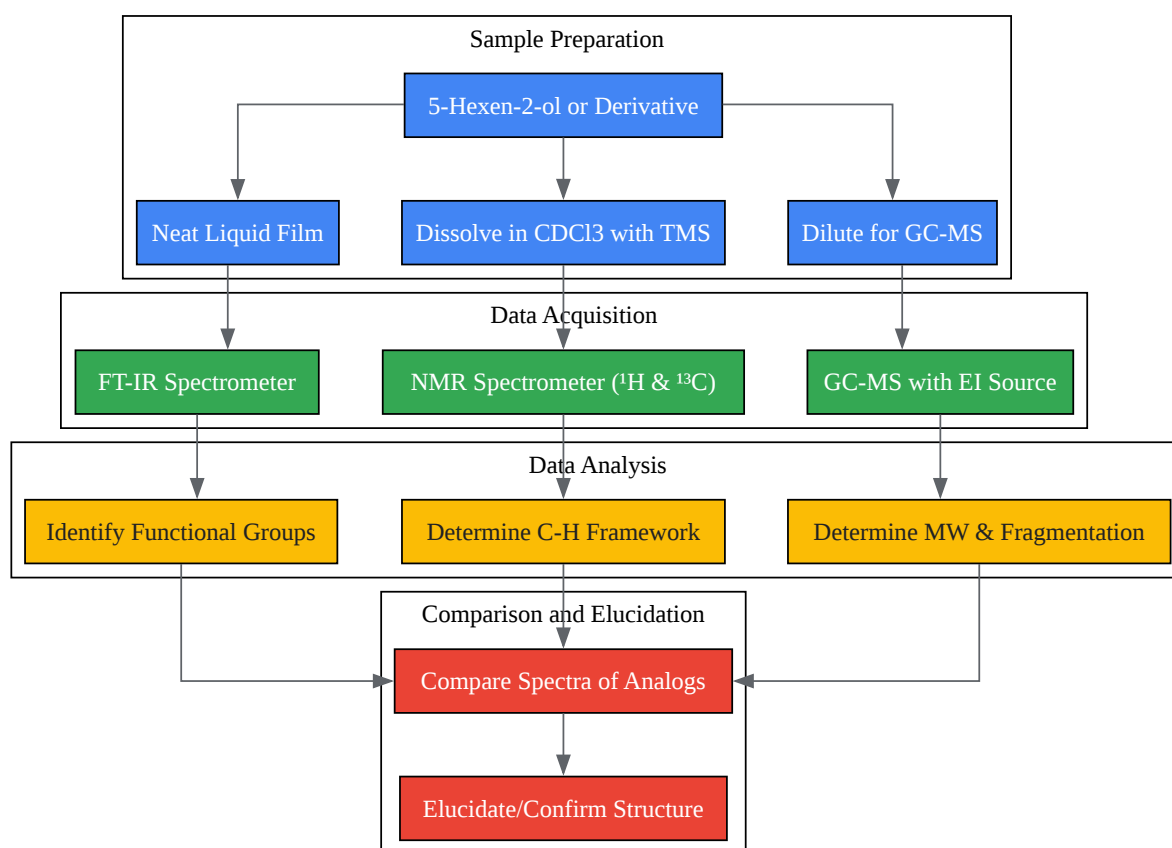 Sample Preparation
5-Hexen-2-ol or Derivative
Neat Liquid Film
Dissolve in CDCl3 with TMS
Dilute for GC-MS
Data Acquisition
FT-IR Spectrometer
NMR Spectrometer (¹H & ¹³C)
GC-MS with EI Source
Data Analysis
Identify Functional Groups
Determine C-H Framework
Determine MW & Fragmentation
Comparison and Elucidation
Compare Spectra of Analogs
Elucidate/Confirm Structure